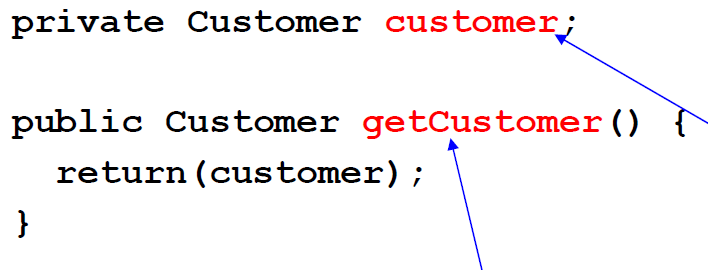 private Customer customer;
public Customer getCustomer() {
  return(customer);
}